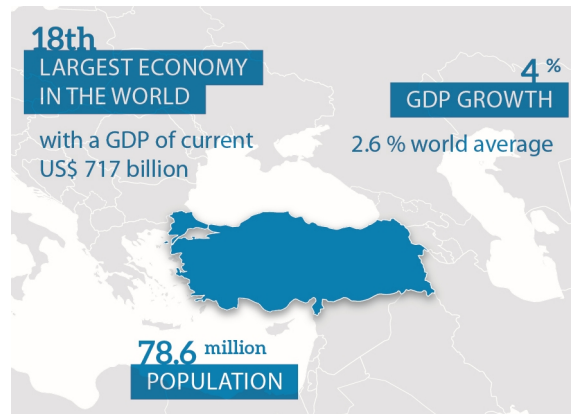 18th
LARGEST ECONOMY
IN THE WORLD
with a GDP of current
US$ 717 billion
4 %
GDP GROWTH
2.6 % world average
78.6 million
POPULATION